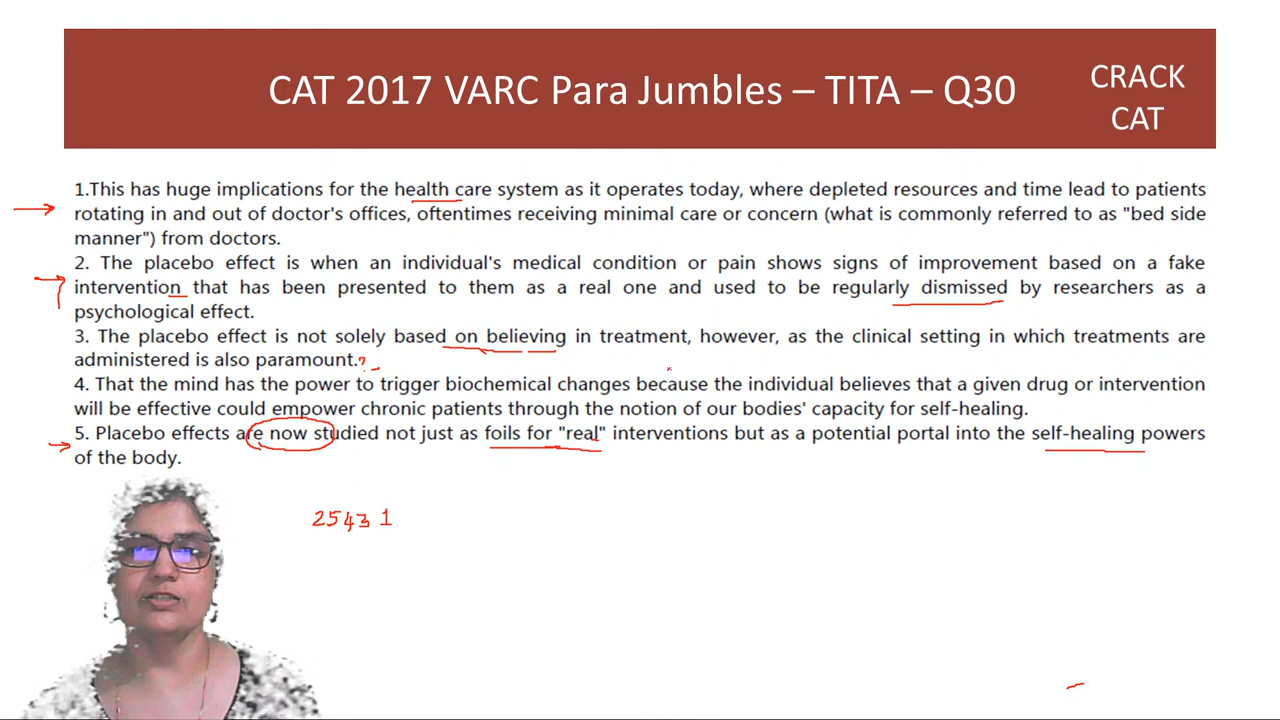 CAT 2017 VARC Para Jumbles – TITA – Q30
CRACK
CAT
1.This has huge implications for the health care system as it operates today, where depleted resources and time lead to patients
rotating in and out of doctor's offices, oftentimes receiving minimal care or concern (what is commonly referred to as "bed side
manner") from doctors.
2. The placebo effect is when an individual's medical condition or pain shows signs of improvement based on a fake
intervention that has been presented to them as a real one and used to be regularly dismissed by researchers as a
psychological effect.
3. The placebo effect is not solely based on believing in treatment, however, as the clinical setting in which treatments are
administered is also paramount.?
4. That the mind has the power to trigger biochemical changes because the individual believes that a given drug or intervention
will be effective could empower chronic patients through the notion of our bodies' capacity for self-healing.
5. Placebo effects are now studied not just as foils for "real" interventions but as a potential portal into the self-healing powers
of the body.
25431